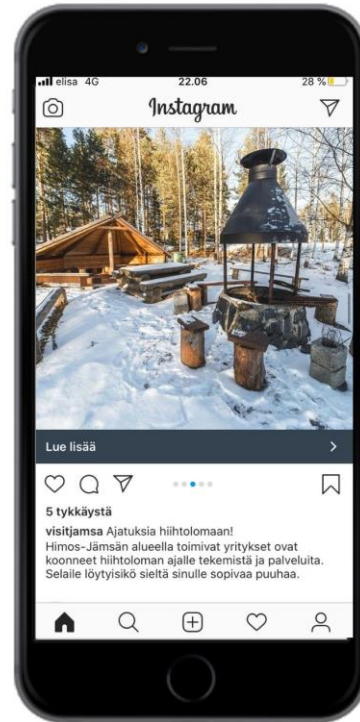 elisa 4G 22.06 28 %
Instagram
Lue lisää
5 tykkäystä
visitjamsa Ajatuksia hiihtolomaan!
Himos-Jämsän alueella toimivat yritykset ovat
koonneet hiihtoloman ajalle tekemistä ja palveluita.
Selaile löytyisikö sieltä sinulle sopivaa puuhaa.